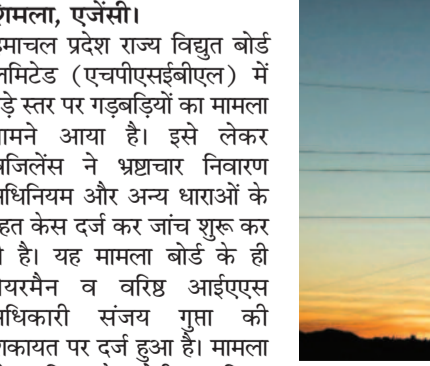 शिमला, एजेंसी।
हिमाचल प्रदेश राज्य विद्युत बोर्ड
लिमिटेड (एचपीएसईबीएल) में
बड़े स्तर पर गड़बड़ियों का मामला
सामने आया है। इसे लेकर
विजिलेंस ने भ्रष्टाचार निवारण
अधिनियम और अन्य धाराओं के
तहत केस दर्ज कर जांच शुरू कर
दी है। यह मामला बोर्ड के ही
चेयरमैन व वरिष्ठ आईएएस
अधिकारी संजय गुप्ता की
शिकायत पर दर्ज हुआ है। मामला